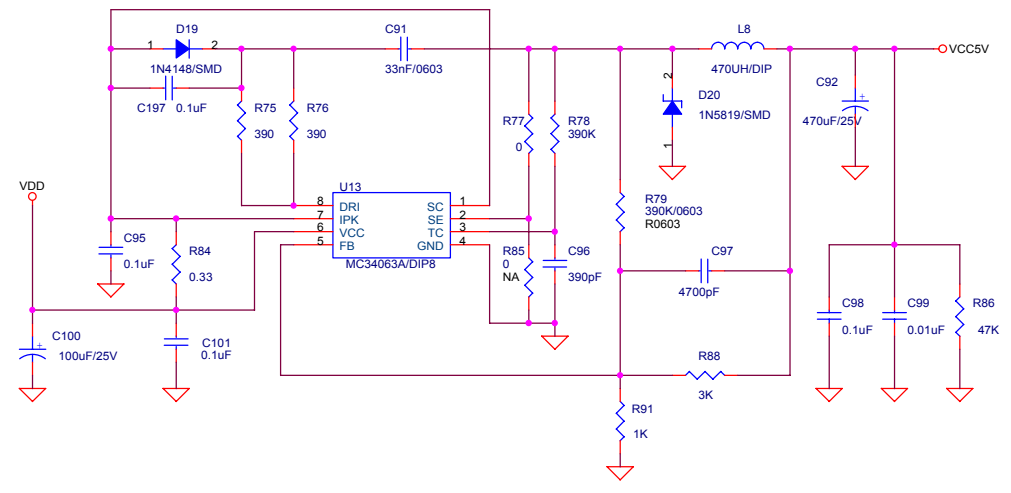 D19
1
2
1N4148/SMD
C197
0.1uF
R75
390
R76
390
C91
33nF/0603
R77
0
R78
390K
D20
2
1N5819/SMD
1
L8
470UH/DIP
C92
+
470uF/25V
VCC5V
VDD
U13
8
DRI
SC
1
7
IPK
SE
2
6
VCC
TC
3
5
FB
GND
4
MC34063A/DIP8
C95
0.1uF
R84
0.33
R85
0
NA
C96
390pF
R79
390K/0603
R0603
C97
4700pF
C98
0.1uF
C99
0.01uF
R86
47K
C100
+
100uF/25V
C101
0.1uF
R88
3K
R91
1K